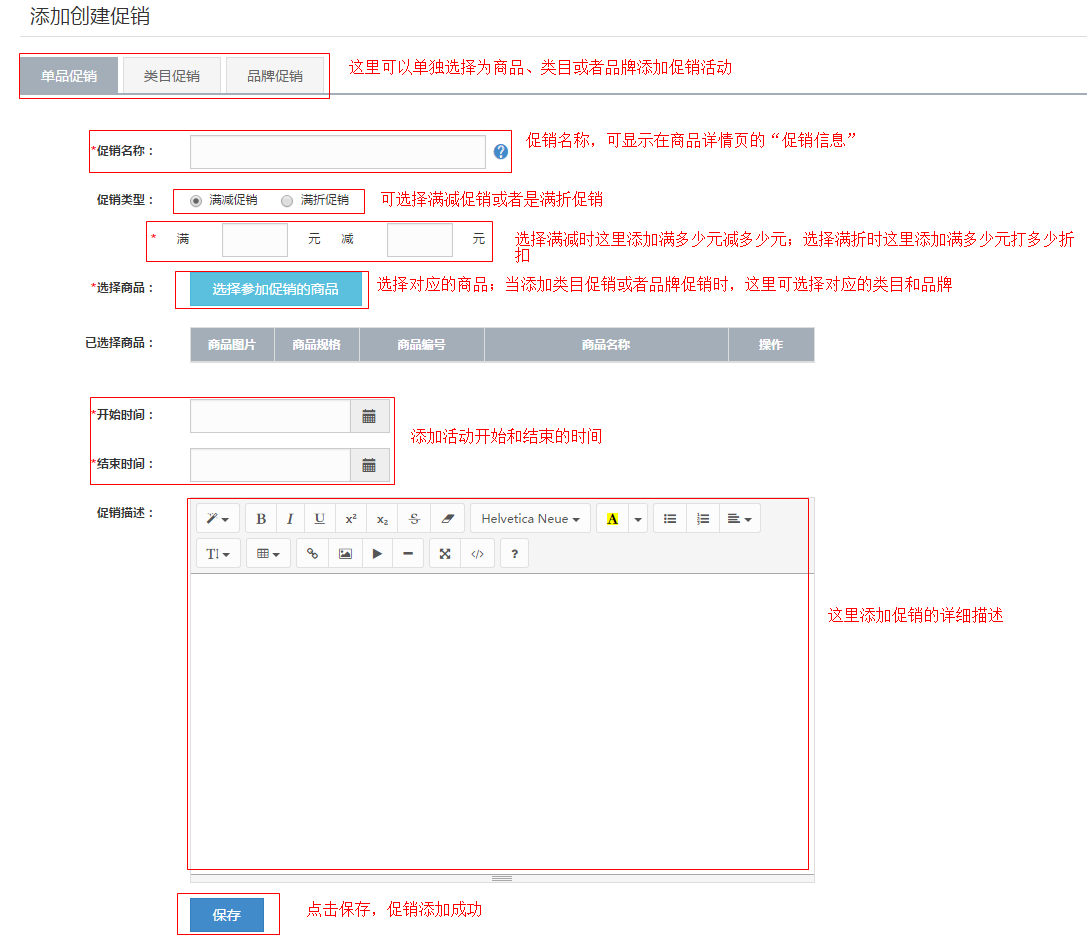 添加创建促销
单品促销 类目促销 品牌促销 这里可以单独选择为商品、类目或者品牌添加促销活动
*促销名称： ? 促销名称，可显示在商品详情页的“促销信息”
促销类型： 满减促销 满折促销 可选择满减促销或者是满折促销
* 满 元 减 元 选择满减时这里添加满多少元减多少元；选择满折时这里添加满多少元打多少折
扣
*选择商品： 选择参加促销的商品 选择对应的商品；当添加类目促销或者品牌促销时，这里可选择对应的类目和品牌
已选择商品： 商品图片 商品规格 商品编号 商品名称 操作
*开始时间：
添加活动开始和结束的时间
*结束时间：
促销描述：
B I U x² x₂ S Helvetica Neue A
TI </> ?
这里添加促销的详细描述
保存 点击保存，促销添加成功